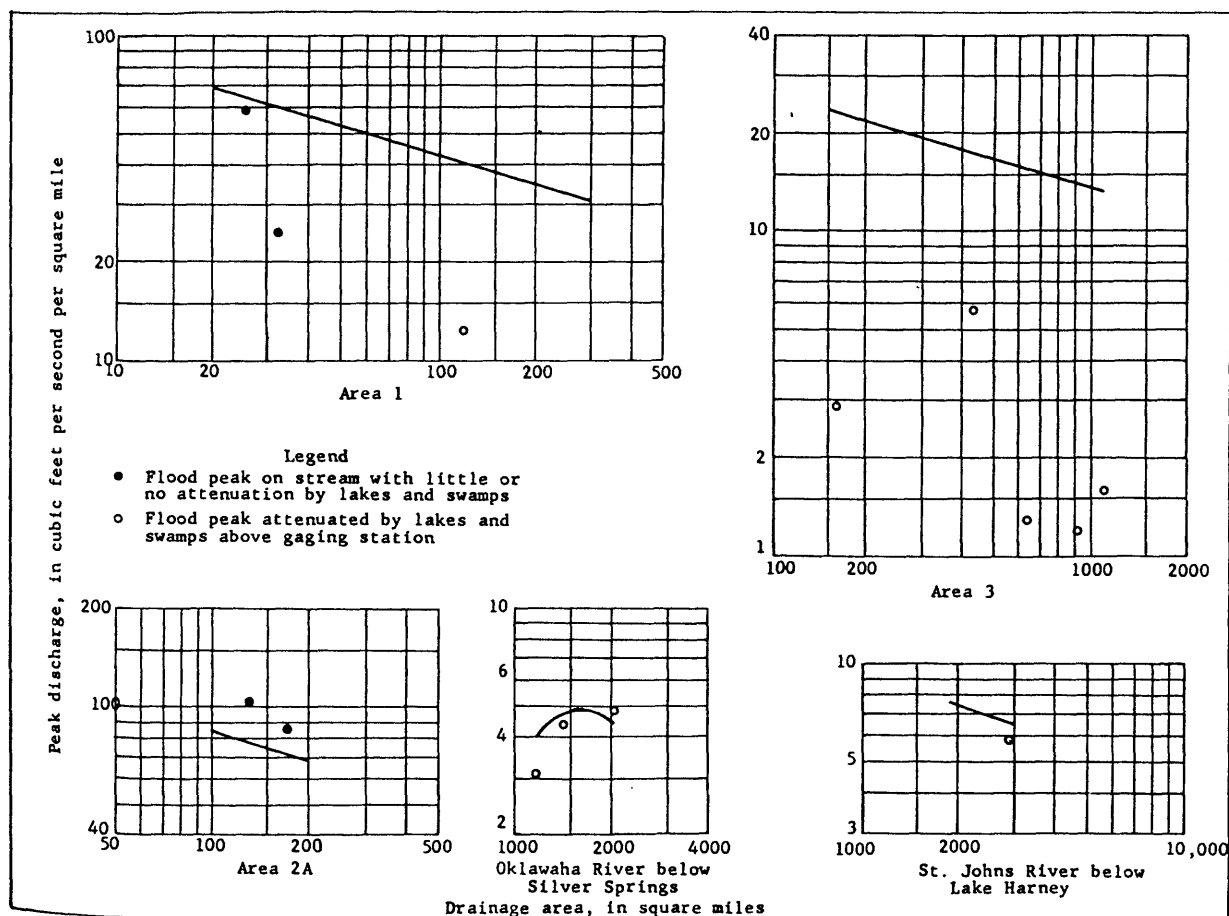 Peak discharge, in cubic feet per second per square mile
100
20
10
10 20 100 200 500
Area 1
40
20
10
2
1
100 200 1000 2000
Area 3
Legend
● Flood peak on stream with little or
no attenuation by lakes and swamps
○ Flood peak attenuated by lakes and
swamps above gaging station
200
100
40
50 100 200 500
Area 2A
10
6
4
2
1000 2000 4000
Oklawaha River below
Silver Springs
10
5
3
1000 2000 10,000
St. Johns River below
Lake Harney
Drainage area, in square miles